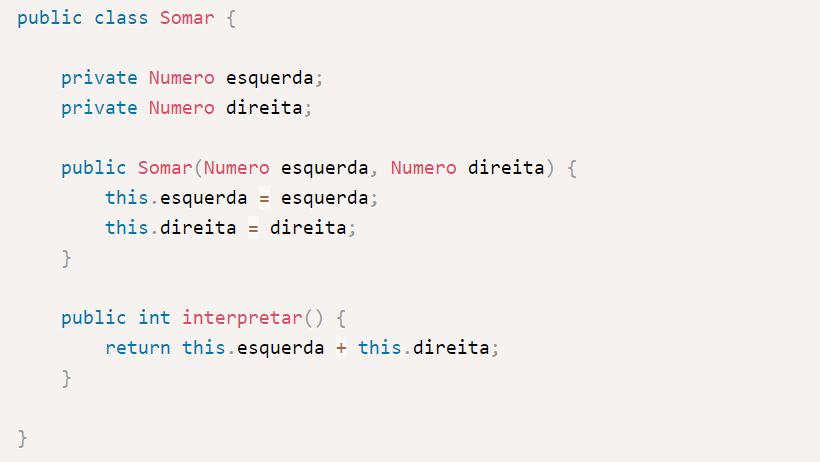 public class Somar {
private Numero esquerda;
private Numero direita;
public Somar(Numero esquerda, Numero direita) {
this.esquerda = esquerda;
this.direita = direita;
}
public int interpretar() {
return this.esquerda + this.direita;
}
}